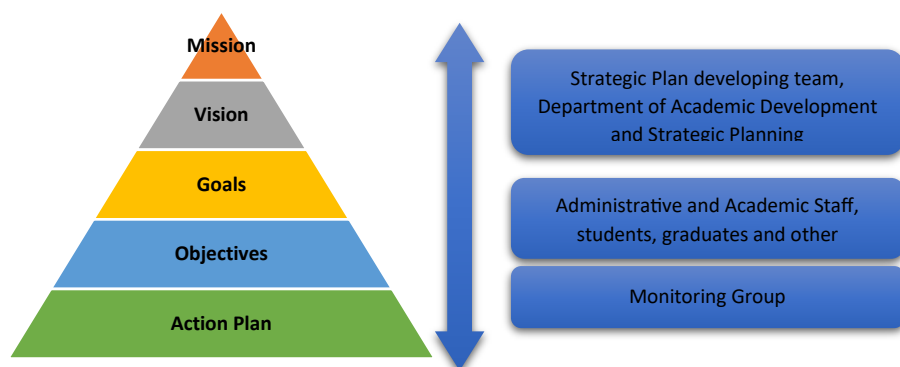 Mission
Vision
Goals
Objectives
Action Plan
Strategic Plan developing team,
Department of Academic Development
and Strategic Planning
Administrative and Academic Staff,
students, graduates and other
Monitoring Group